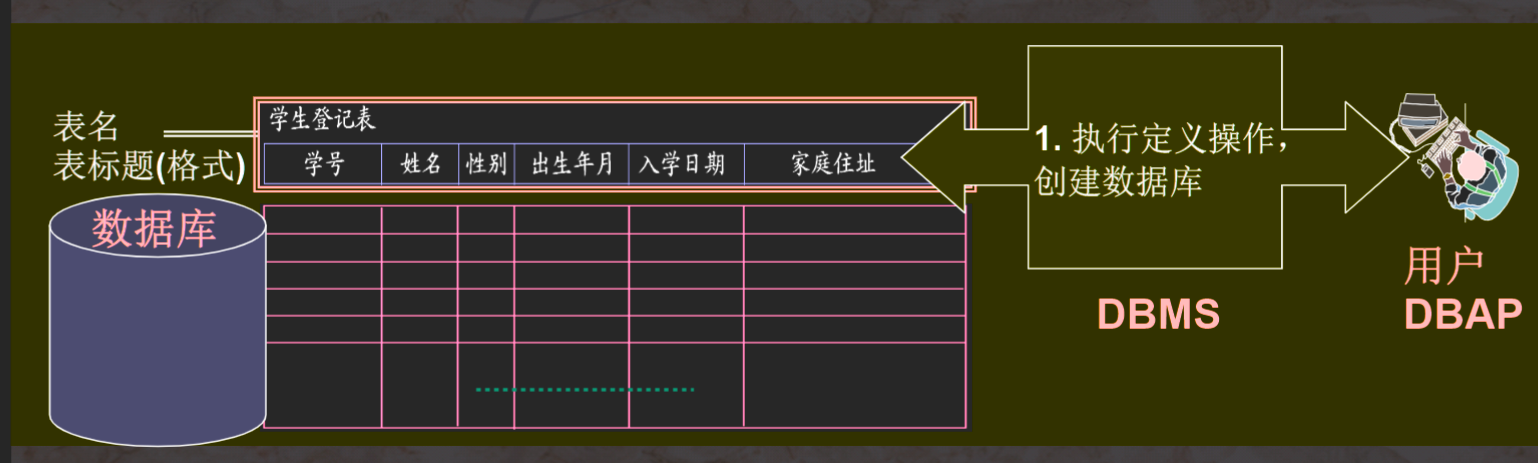 表名
表标题(格式)
学生登记表
学号 姓名 性别 出生年月 入学日期 家庭住址
数据库
1. 执行定义操作，
创建数据库
DBMS
用户
DBAP